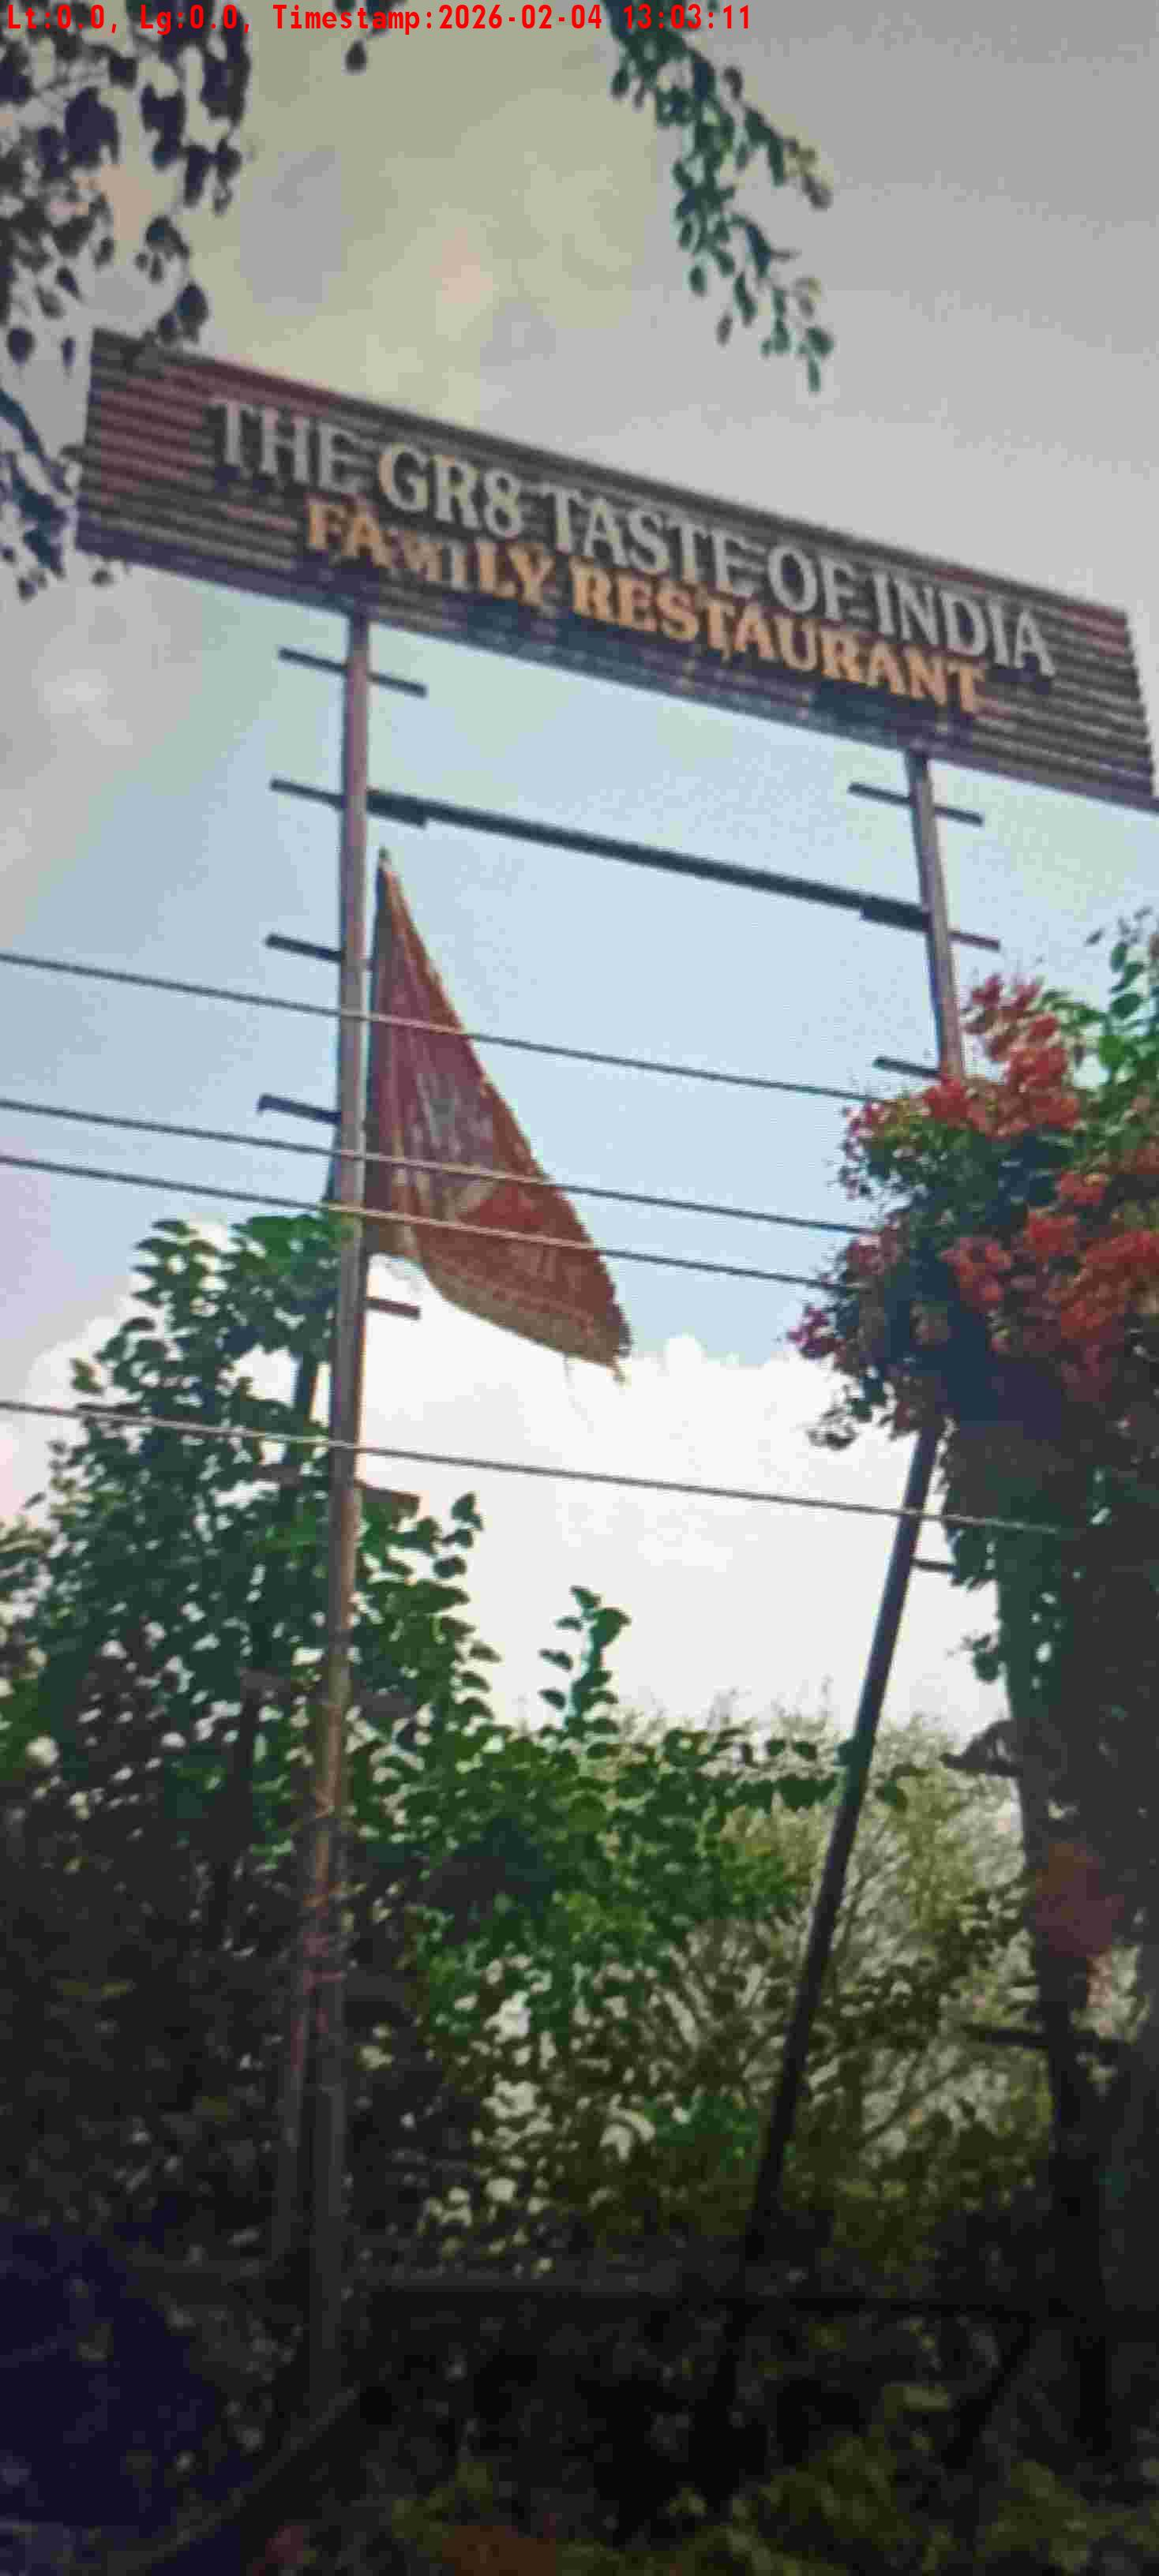 Lt:0.0, Lg:0.0, Timestamp:2026-02-04 13:03:11
THE GR8 TASTE OF INDIA
FAMILY RESTAURANT